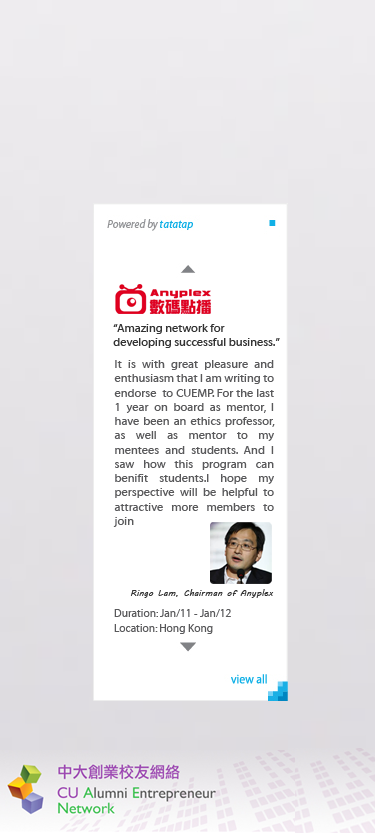 Powered by tatatap
Anyplex
數碼點播
“Amazing network for
developing successful business.”
It is with great pleasure and
enthusiasm that I am writing to
endorse to CUEMP. For the last
1 year on board as mentor, I
have been an ethics professor,
as well as mentor to my
mentees and students. And I
saw how this program can
benifit students.I hope my
perspective will be helpful to
attractive more members to
join
Ringo Lam, Chairman of Anyplex
Duration: Jan/11 - Jan/12
Location: Hong Kong
view all
中大創業校友網絡
CU Alumni Entrepreneur
Network